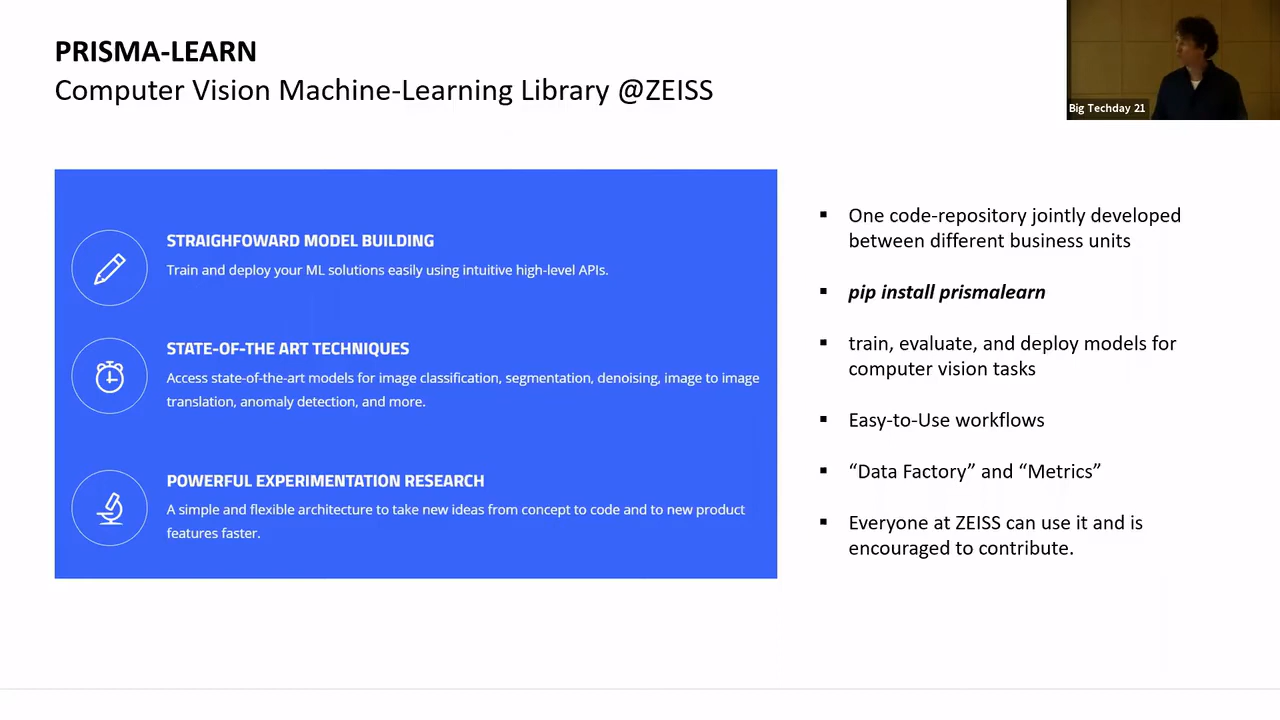 PRISMA-LEARN
Computer Vision Machine-Learning Library @ZEISS
Big Techday 21
STRAIGHFOWARD MODEL BUILDING
Train and deploy your ML solutions easily using intuitive high-level APIs.
STATE-OF-THE ART TECHNIQUES
Access state-of-the-art models for image classification, segmentation, denoising, image to image
translation, anomaly detection, and more.
POWERFUL EXPERIMENTATION RESEARCH
A simple and flexible architecture to take new ideas from concept to code and to new product
features faster.
▪ One code-repository jointly developed
between different business units
▪ pip install prismalearn
▪ train, evaluate, and deploy models for
computer vision tasks
▪ Easy-to-Use workflows
▪ “Data Factory” and “Metrics”
▪ Everyone at ZEISS can use it and is
encouraged to contribute.